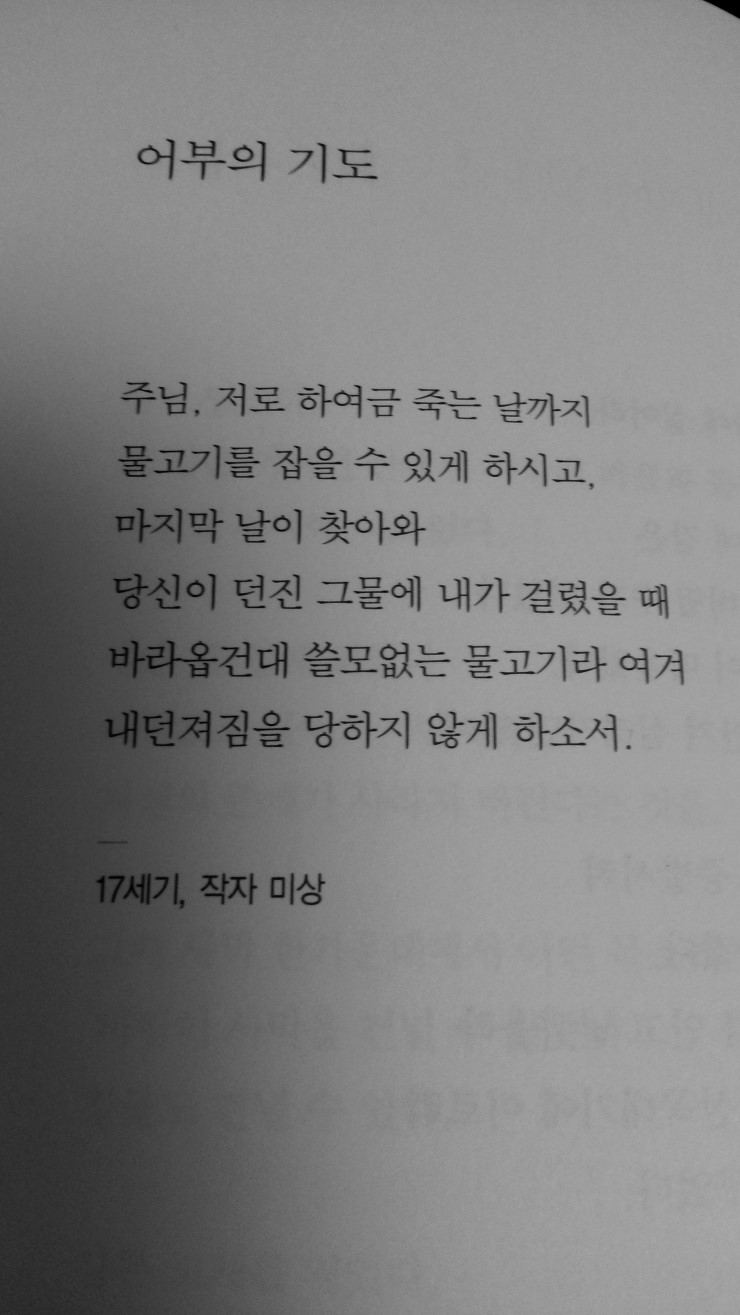 어부의 기도
주님, 저로 하여금 죽는 날까지
물고기를 잡을 수 있게 하시고,
마지막 날이 찾아와
당신이 던진 그물에 내가 걸렸을 때
바라옵건대 쓸모없는 물고기라 여겨
내던져짐을 당하지 않게 하소서.
17세기, 작자 미상